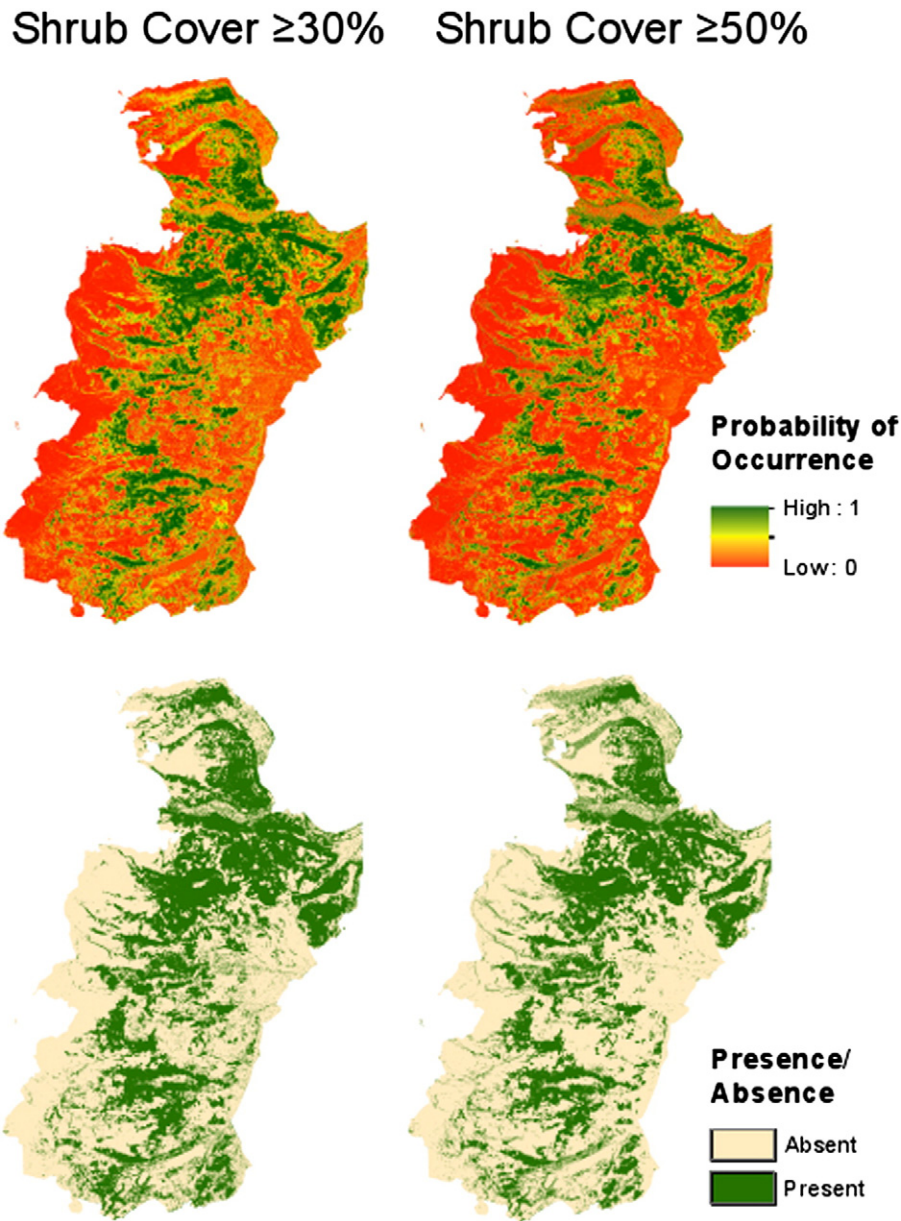 Shrub Cover ≥30%
Shrub Cover ≥50%
Probability of
Occurrence
High : 1
Low: 0
Presence/
Absence
Absent
Present